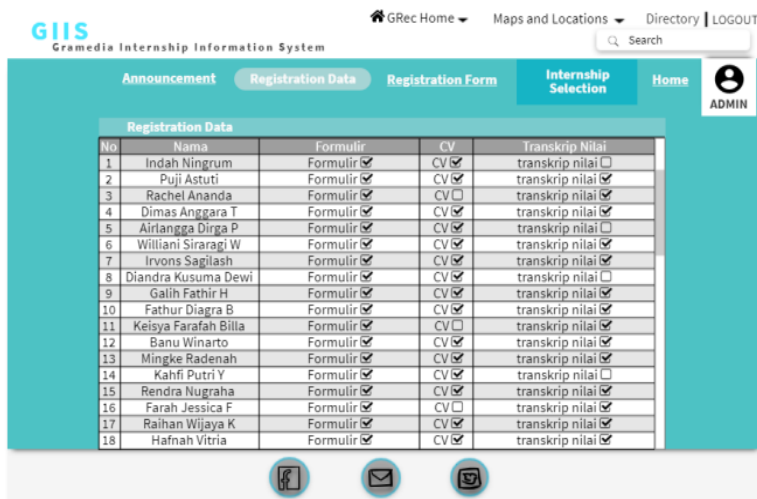 GRec Home Maps and Locations Directory LOGOUT
GIIS
Gramedia Internship Information System
Search
Announcement Registration Data Registration Form Internship Selection Home
ADMIN
Registration Data
No Nama Formulir CV Transkrip Nilai
1 Indah Ningrum Formulir CV transkrip nilai
2 Puji Astuti Formulir CV transkrip nilai
3 Rachel Ananda Formulir CV transkrip nilai
4 Dimas Anggara T Formulir CV transkrip nilai
5 Airlangga Dirga P Formulir CV transkrip nilai
6 Williani Siraragi W Formulir CV transkrip nilai
7 Irvons Sagilash Formulir CV transkrip nilai
8 Diandra Kusuma Dewi Formulir CV transkrip nilai
9 Galih Fathir H Formulir CV transkrip nilai
10 Fathur Diagra B Formulir CV transkrip nilai
11 Keisya Farafah Billa Formulir CV transkrip nilai
12 Banu Winarto Formulir CV transkrip nilai
13 Mingke Radenah Formulir CV transkrip nilai
14 Kahfi Putri Y Formulir CV transkrip nilai
15 Rendra Nugraha Formulir CV transkrip nilai
16 Farah Jessica F Formulir CV transkrip nilai
17 Raihan Wijaya K Formulir CV transkrip nilai
18 Hafnah Vitria Formulir CV transkrip nilai